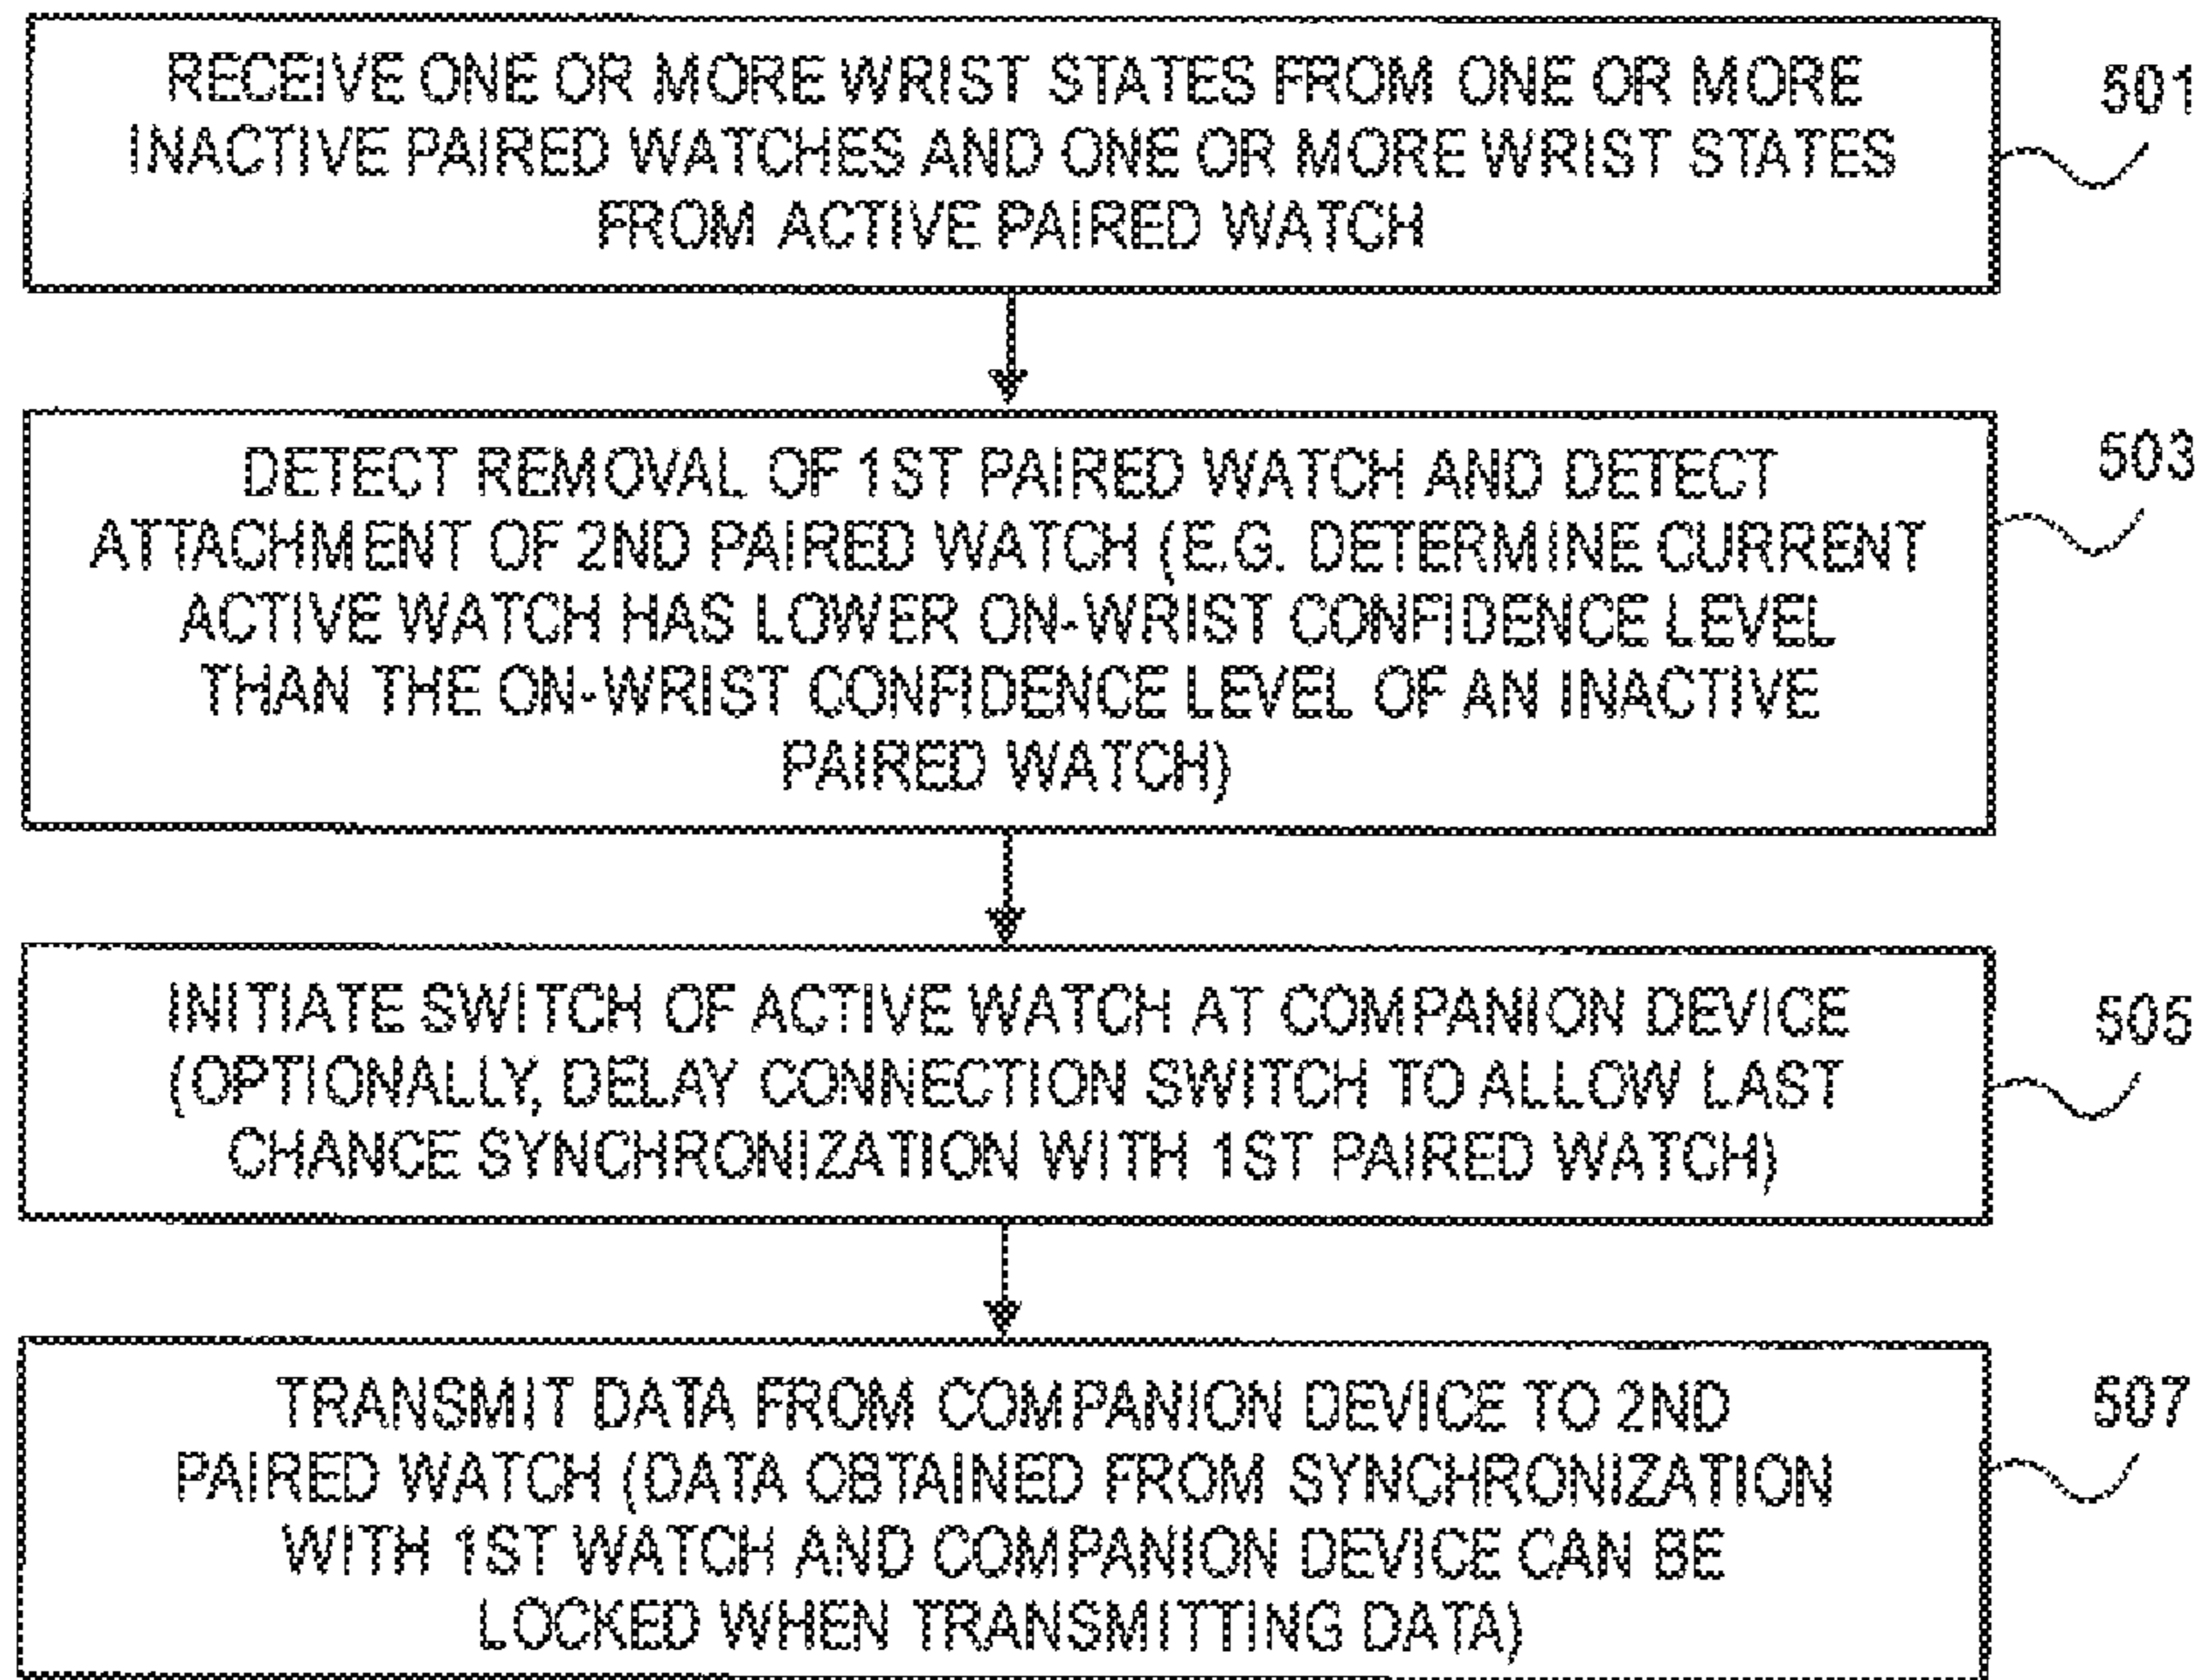 RECEIVE ONE OR MORE WRIST STATES FROM ONE OR MORE
INACTIVE PAIRED WATCHES AND ONE OR MORE WRIST STATES
FROM ACTIVE PAIRED WATCH
501
DETECT REMOVAL OF 1ST PAIRED WATCH AND DETECT
ATTACHMENT OF 2ND PAIRED WATCH (E.G. DETERMINE CURRENT
ACTIVE WATCH HAS LOWER ON-WRIST CONFIDENCE LEVEL
THAN THE ON-WRIST CONFIDENCE LEVEL OF AN INACTIVE
PAIRED WATCH)
503
INITIATE SWITCH OF ACTIVE WATCH AT COMPANION DEVICE
(OPTIONALLY, DELAY CONNECTION SWITCH TO ALLOW LAST
CHANCE SYNCHRONIZATION WITH 1ST PAIRED WATCH)
505
TRANSMIT DATA FROM COMPANION DEVICE TO 2ND
PAIRED WATCH (DATA OBTAINED FROM SYNCHRONIZATION
WITH 1ST WATCH AND COMPANION DEVICE CAN BE
LOCKED WHEN TRANSMITTING DATA)
507